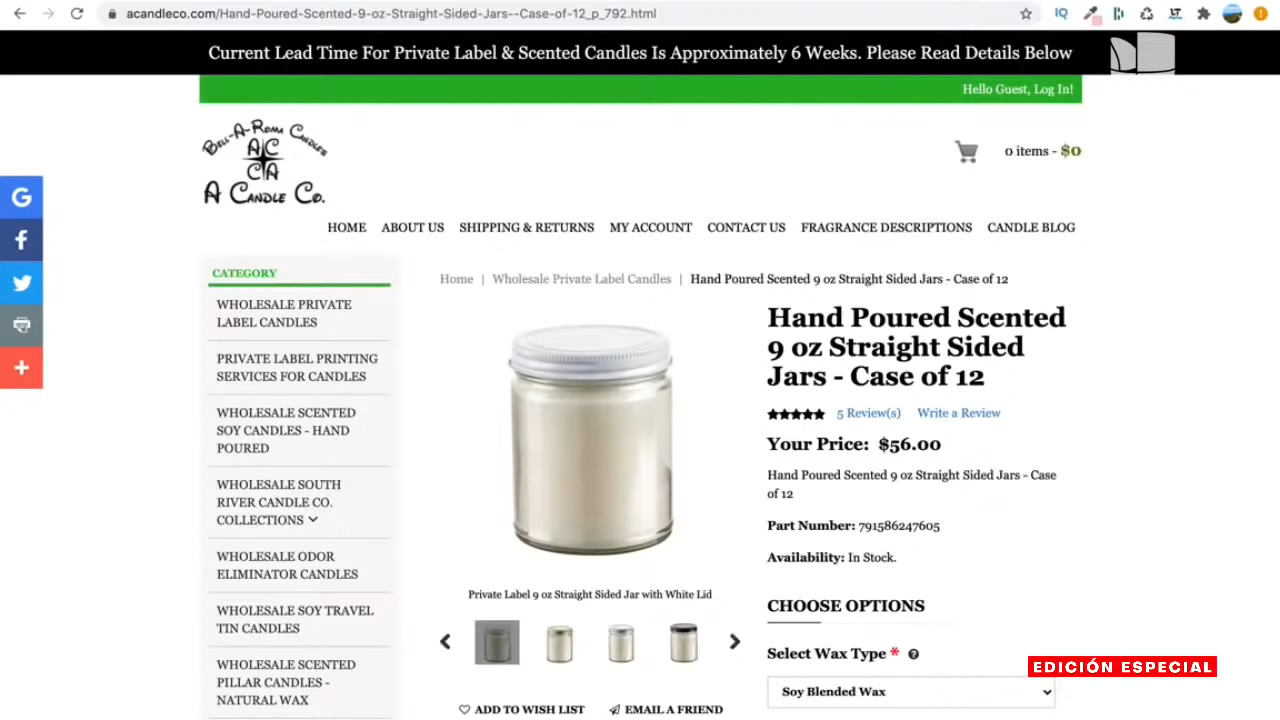 acandleco.com/Hand-Poured-Scented-9-oz-Straight-Sided-Jars--Case-of-12_p_792.html
Current Lead Time For Private Label & Scented Candles Is Approximately 6 Weeks. Please Read Details Below
Hello Guest, Log In!
Bell-A-Roma Candles
AC
CA
A Candle Co.
0 items - $0
HOME ABOUT US SHIPPING & RETURNS MY ACCOUNT CONTACT US FRAGRANCE DESCRIPTIONS CANDLE BLOG
CATEGORY
WHOLESALE PRIVATE
LABEL CANDLES
PRIVATE LABEL PRINTING
SERVICES FOR CANDLES
WHOLESALE SCENTED
SOY CANDLES - HAND
POURED
WHOLESALE SOUTH
RIVER CANDLE CO.
COLLECTIONS
WHOLESALE ODOR
ELIMINATOR CANDLES
WHOLESALE SOY TRAVEL
TIN CANDLES
WHOLESALE SCENTED
PILLAR CANDLES -
NATURAL WAX
Home | Wholesale Private Label Candles | Hand Poured Scented 9 oz Straight Sided Jars - Case of 12
Private Label 9 oz Straight Sided Jar with White Lid
ADD TO WISH LIST EMAIL A FRIEND
Hand Poured Scented
9 oz Straight Sided
Jars - Case of 12
5 Review(s) Write a Review
Your Price: $56.00
Hand Poured Scented 9 oz Straight Sided Jars - Case
of 12
Part Number: 791586247605
Availability: In Stock.
CHOOSE OPTIONS
Select Wax Type *
Soy Blended Wax
EDICIÓN ESPECIAL